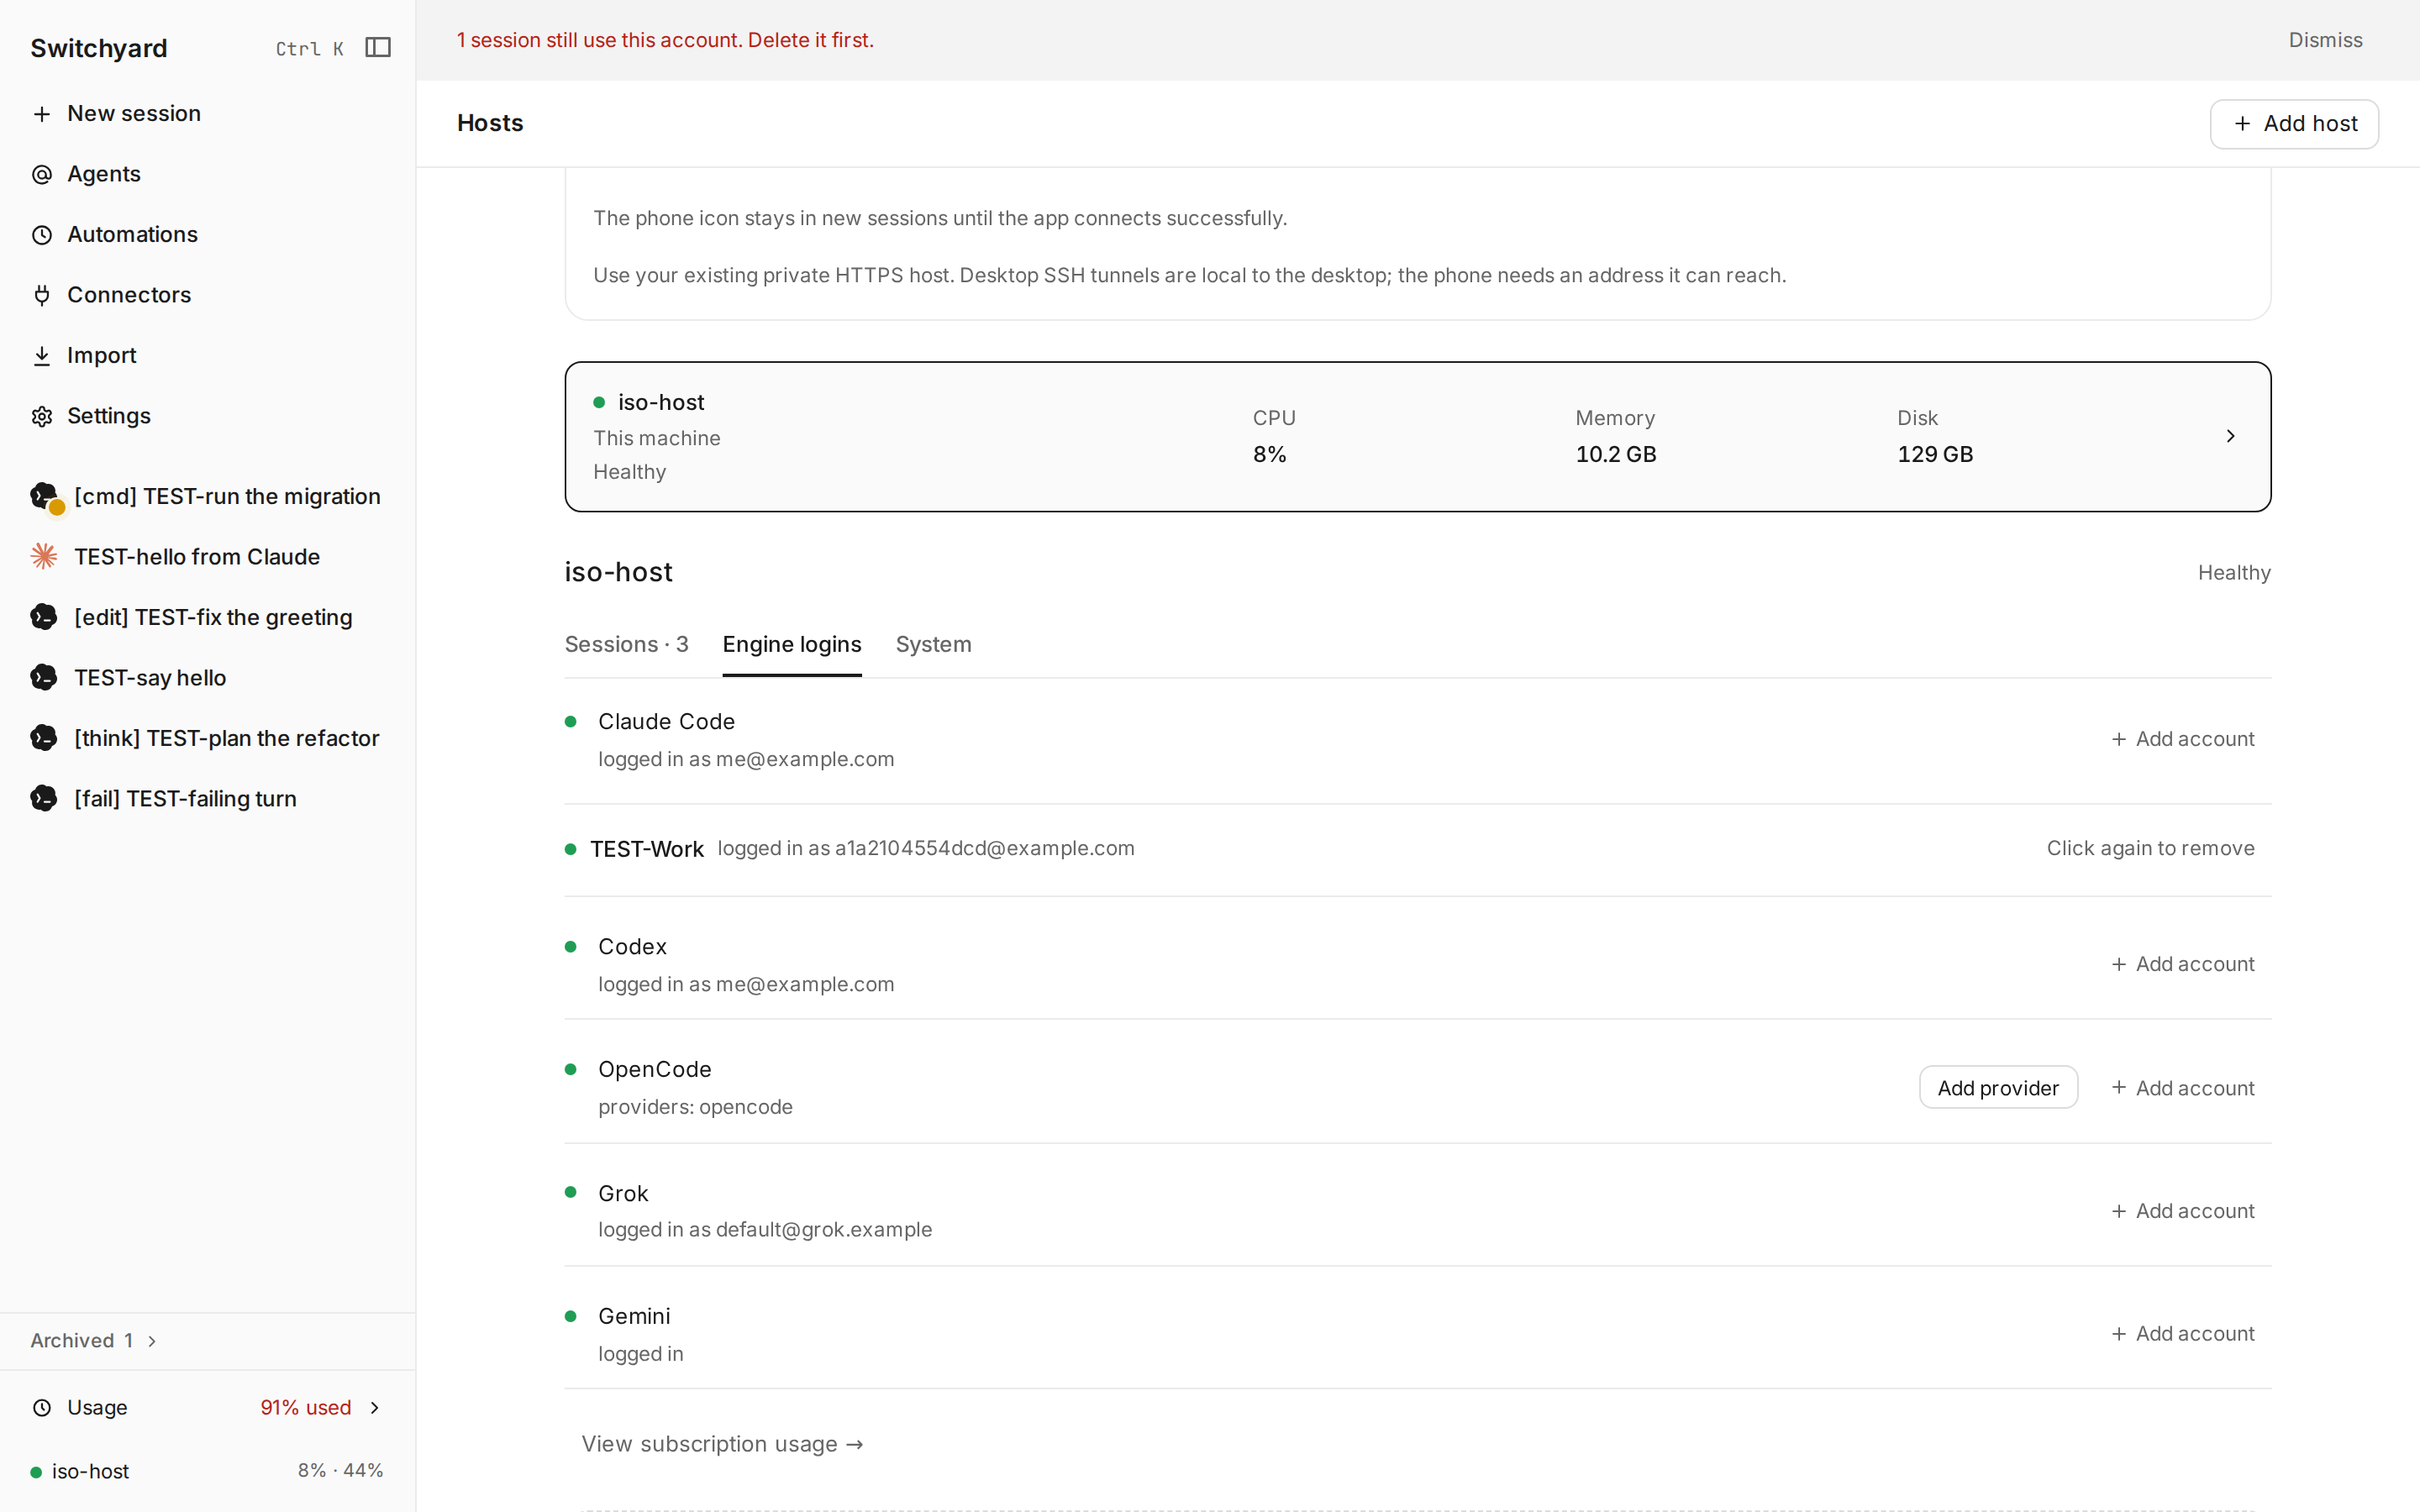 Switchyard
Ctrl K
New session
Agents
Automations
Connectors
Import
Settings
[cmd] TEST-run the migration
TEST-hello from Claude
[edit] TEST-fix the greeting
TEST-say hello
[think] TEST-plan the refactor
[fail] TEST-failing turn
Archived 1
Usage 91% used
iso-host 8% · 44%
1 session still use this account. Delete it first.
Dismiss
Hosts
+ Add host
The phone icon stays in new sessions until the app connects successfully.
Use your existing private HTTPS host. Desktop SSH tunnels are local to the desktop; the phone needs an address it can reach.
iso-host
This machine
Healthy
CPU
8%
Memory
10.2 GB
Disk
129 GB
iso-host
Healthy
Sessions · 3 Engine logins System
Claude Code
logged in as me@example.com
+ Add account
TEST-Work logged in as a1a2104554dcd@example.com
Click again to remove
Codex
logged in as me@example.com
+ Add account
OpenCode
providers: opencode
Add provider
+ Add account
Grok
logged in as default@grok.example
+ Add account
Gemini
logged in
+ Add account
View subscription usage →